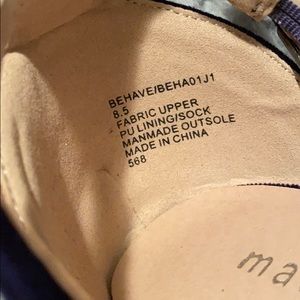 BEHAVE/BEHA01J1
8.5
FABRIC UPPER
PU LINING/SOCK
MANMADE OUTSOLE
MADE IN CHINA
568
ma